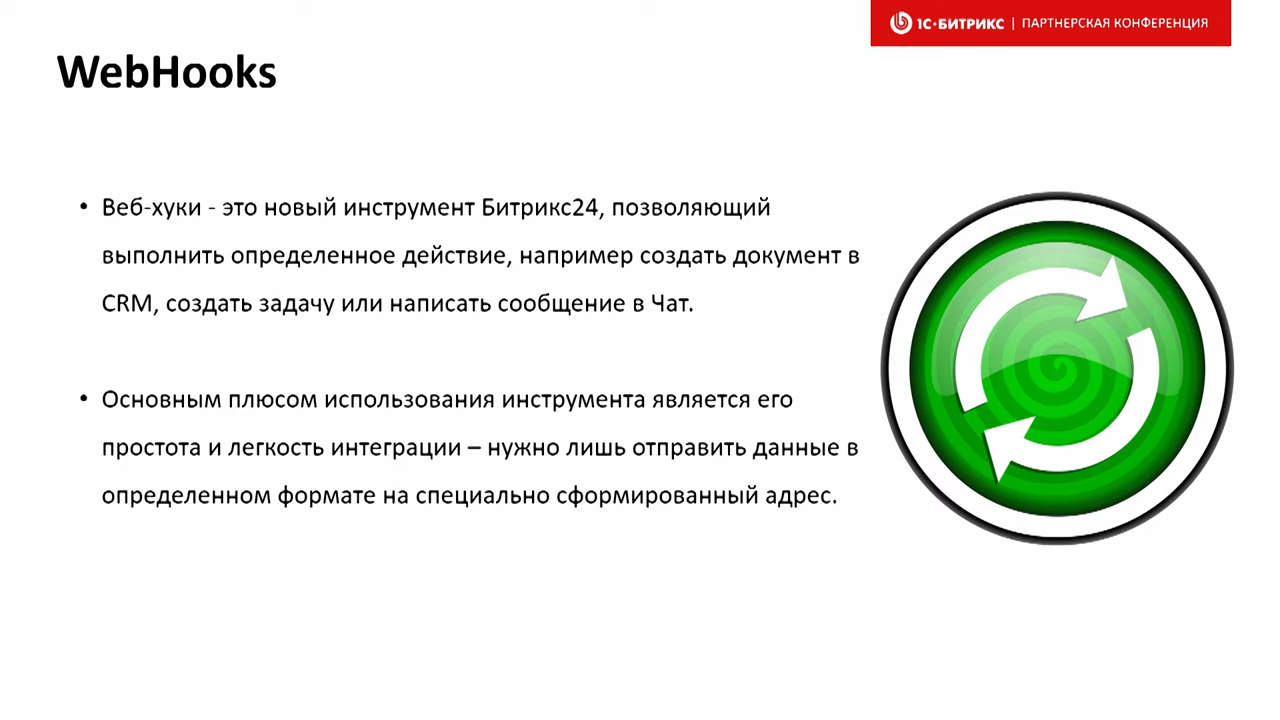 1С-БИТРИКС | ПАРТНЕРСКАЯ КОНФЕРЕНЦИЯ
WebHooks
• Веб-хуки - это новый инструмент Битрикс24, позволяющий
выполнить определенное действие, например создать документ в
CRM, создать задачу или написать сообщение в Чат.
• Основным плюсом использования инструмента является его
простота и легкость интеграции – нужно лишь отправить данные в
определенном формате на специально сформированный адрес.